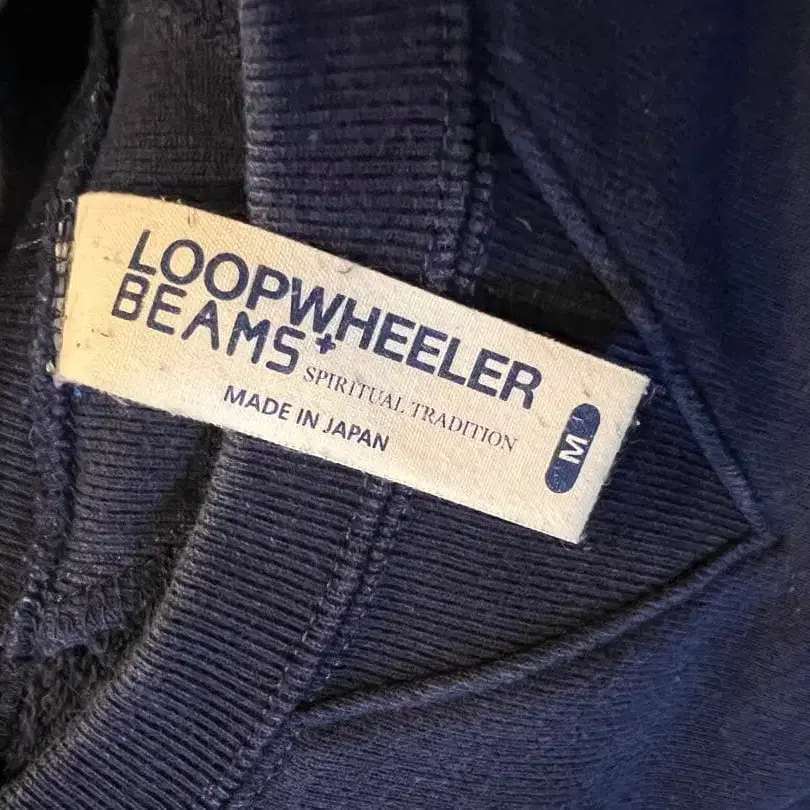 LOOPWHEELER
BEAMS+
SPIRITUAL TRADITION
MADE IN JAPAN
M